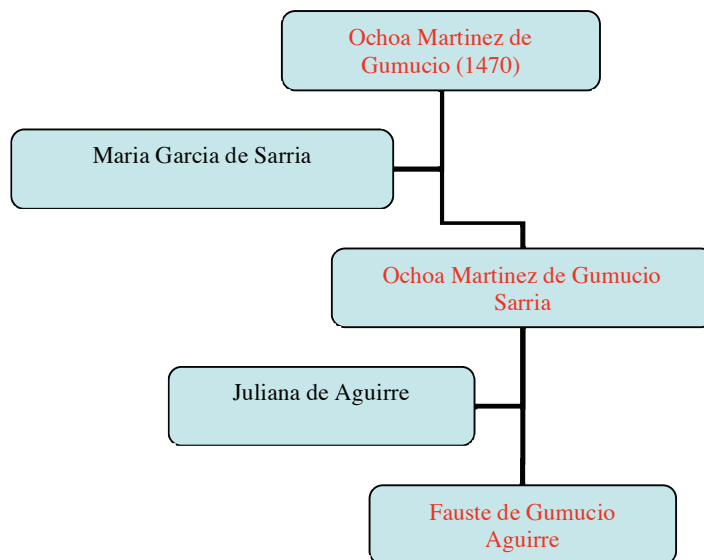 Ochoa Martinez de
Gumucio (1470)
Maria Garcia de Sarria
Ochoa Martinez de Gumucio
Sarria
Juliana de Aguirre
Fauste de Gumucio
Aguirre